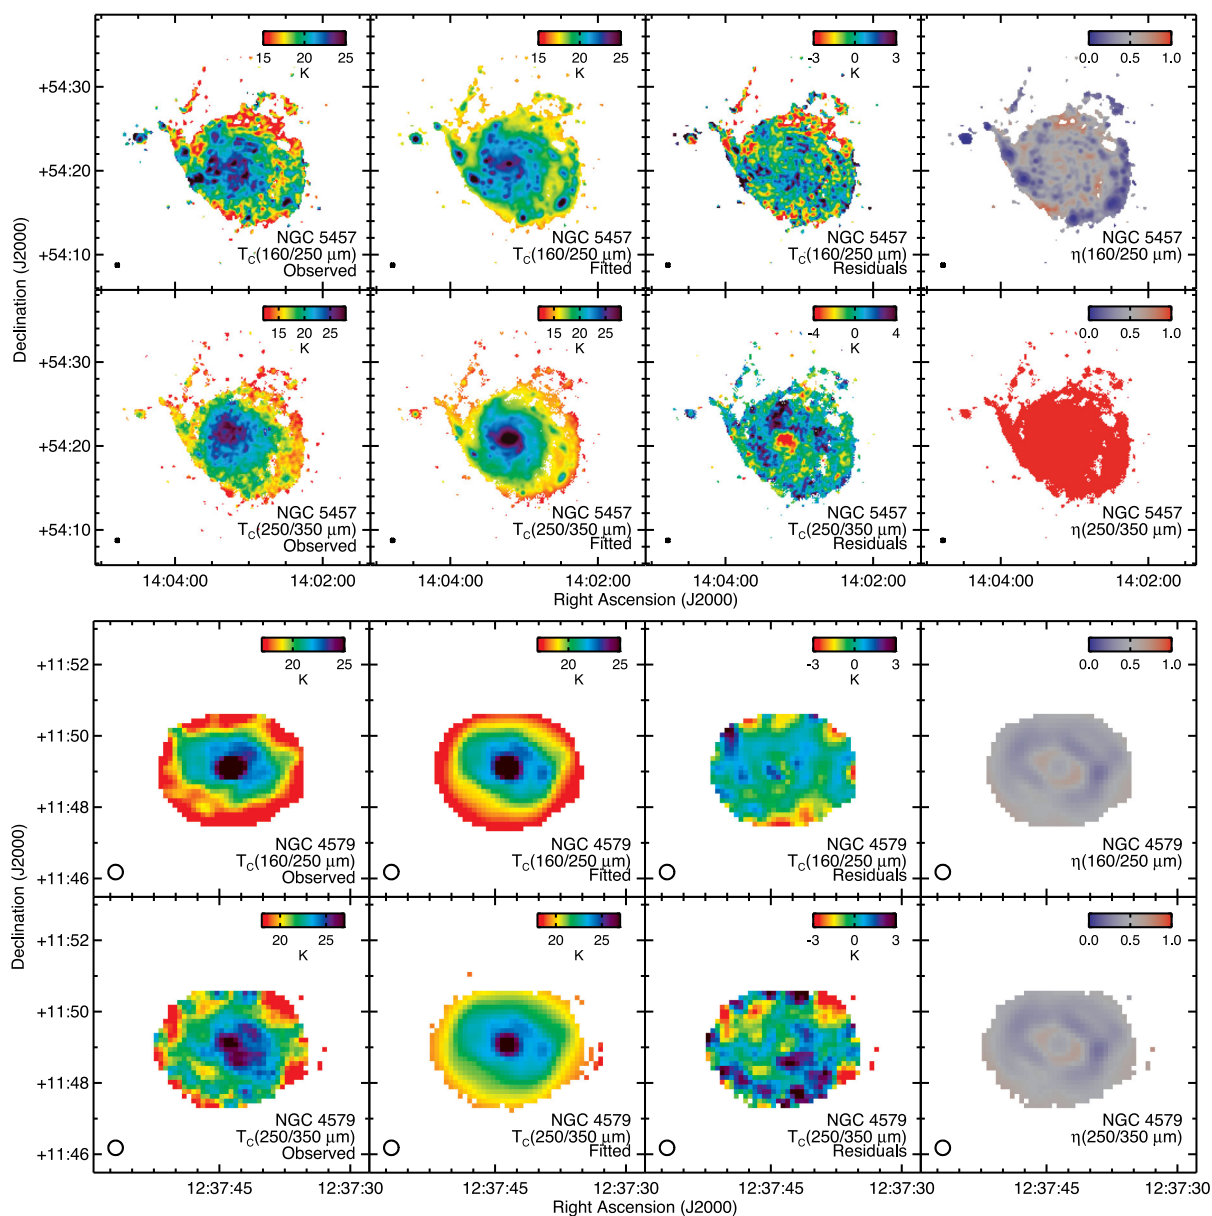 15 20 25
K
NGC 5457
T_C(160/250 μm)
Observed
15 20 25
K
NGC 5457
T_C(160/250 μm)
Fitted
-3 0 3
K
NGC 5457
T_C(160/250 μm)
Residuals
0.0 0.5 1.0
NGC 5457
η(160/250 μm)
+54:30
+54:20
+54:10
15 20 25
K
NGC 5457
T_C(250/350 μm)
Observed
15 20 25
K
NGC 5457
T_C(250/350 μm)
Fitted
-4 0 4
K
NGC 5457
T_C(250/350 μm)
Residuals
0.0 0.5 1.0
NGC 5457
η(250/350 μm)
+54:30
+54:20
+54:10
Declination (J2000)
14:04:00 14:02:00 14:04:00 14:02:00 14:04:00 14:02:00 14:04:00 14:02:00
Right Ascension (J2000)
20 25
K
NGC 4579
T_C(160/250 μm)
Observed
20 25
K
NGC 4579
T_C(160/250 μm)
Fitted
-3 0 3
K
NGC 4579
T_C(160/250 μm)
Residuals
0.0 0.5 1.0
NGC 4579
η(160/250 μm)
+11:52
+11:50
+11:48
+11:46
20 25
K
NGC 4579
T_C(250/350 μm)
Observed
20 25
K
NGC 4579
T_C(250/350 μm)
Fitted
-3 0 3
K
NGC 4579
T_C(250/350 μm)
Residuals
0.0 0.5 1.0
NGC 4579
η(250/350 μm)
+11:52
+11:50
+11:48
+11:46
Declination (J2000)
12:37:45 12:37:30 12:37:45 12:37:30 12:37:45 12:37:30 12:37:45 12:37:30
Right Ascension (J2000)